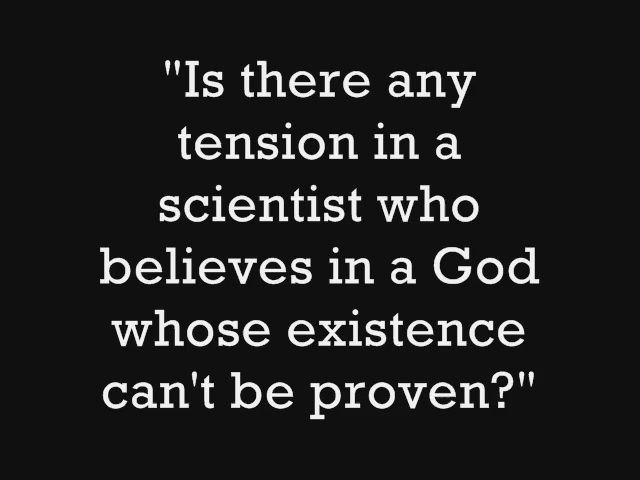 "Is there any
tension in a
scientist who
believes in a God
whose existence
can't be proven?"